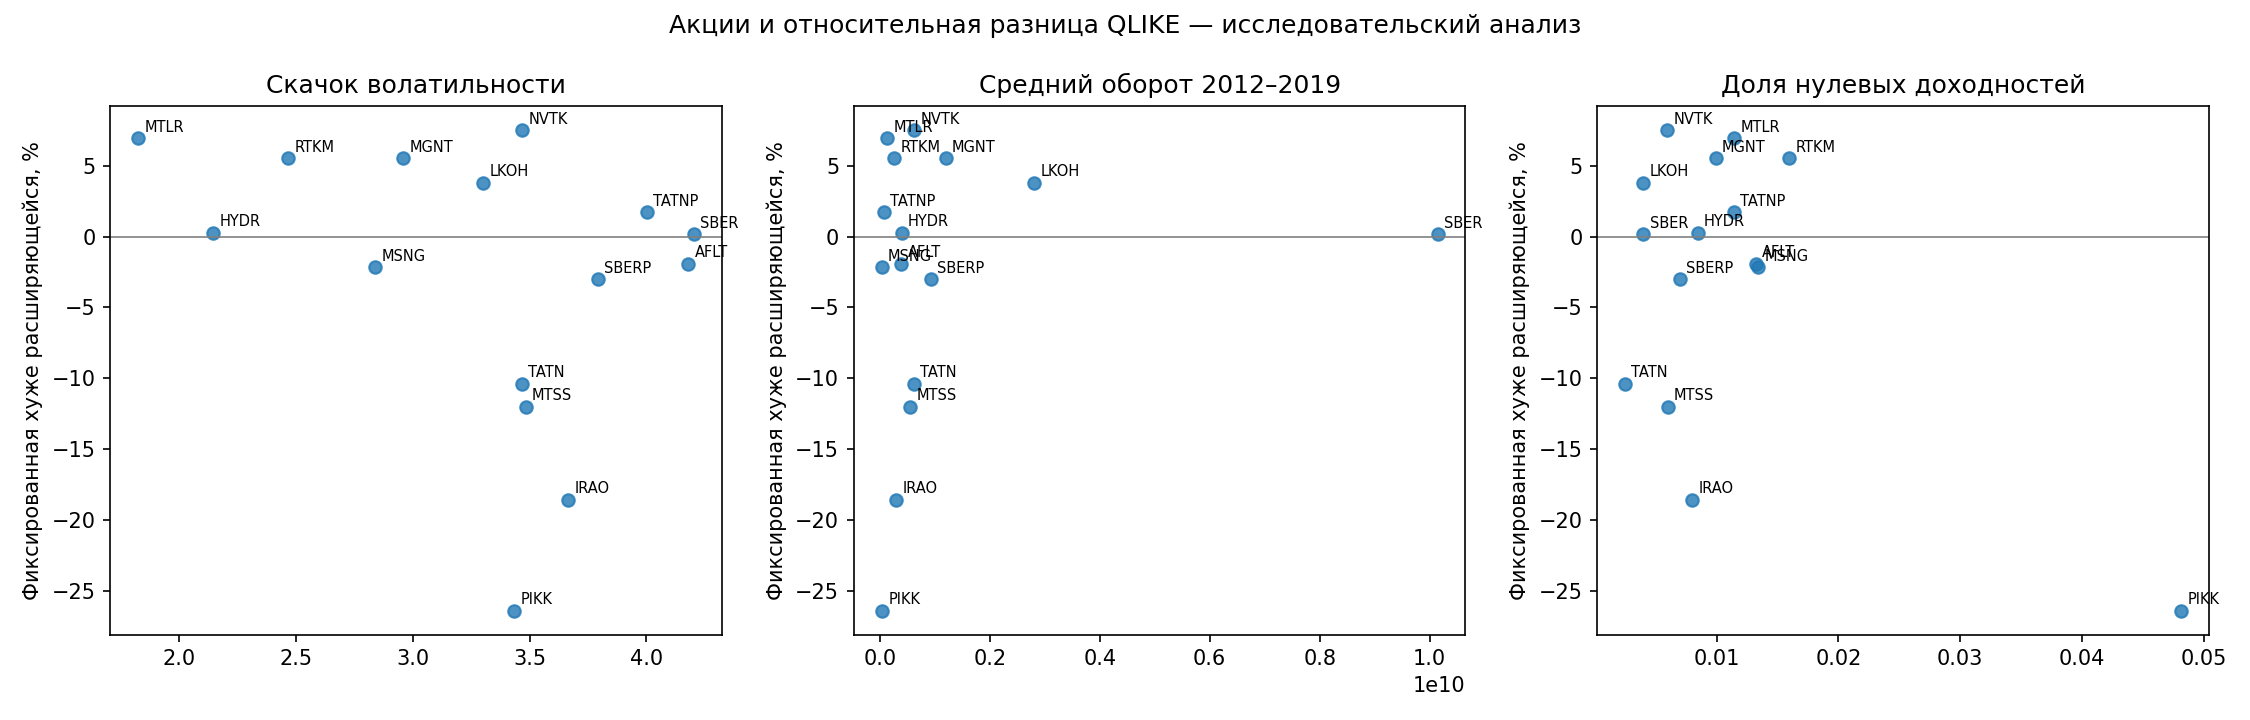 Акции и относительная разница QLIKE — исследовательский анализ
Скачок волатильности
Фиксированная хуже расширяющейся, %
5
0
−5
−10
−15
−20
−25
MTLR
NVTK
RTKM
MGNT
LKOH
TATNP
HYDR
SBER
MSNG
AFLT
SBERP
TATN
MTSS
IRAO
PIKK
2.0 2.5 3.0 3.5 4.0
Средний оборот 2012–2019
Фиксированная хуже расширяющейся, %
5
0
−5
−10
−15
−20
−25
NVTK
MTLR
RTKM
MGNT
LKOH
TATNP
HYDR
SBER
AFLT
MSNG
SBERP
TATN
MTSS
IRAO
PIKK
0.0 0.2 0.4 0.6 0.8 1.0
1e10
Доля нулевых доходностей
Фиксированная хуже расширяющейся, %
5
0
−5
−10
−15
−20
−25
NVTK
MTLR
MGNT
RTKM
LKOH
TATNP
HYDR
SBER
AFLT
MSNG
SBERP
TATN
MTSS
IRAO
PIKK
0.01 0.02 0.03 0.04 0.05